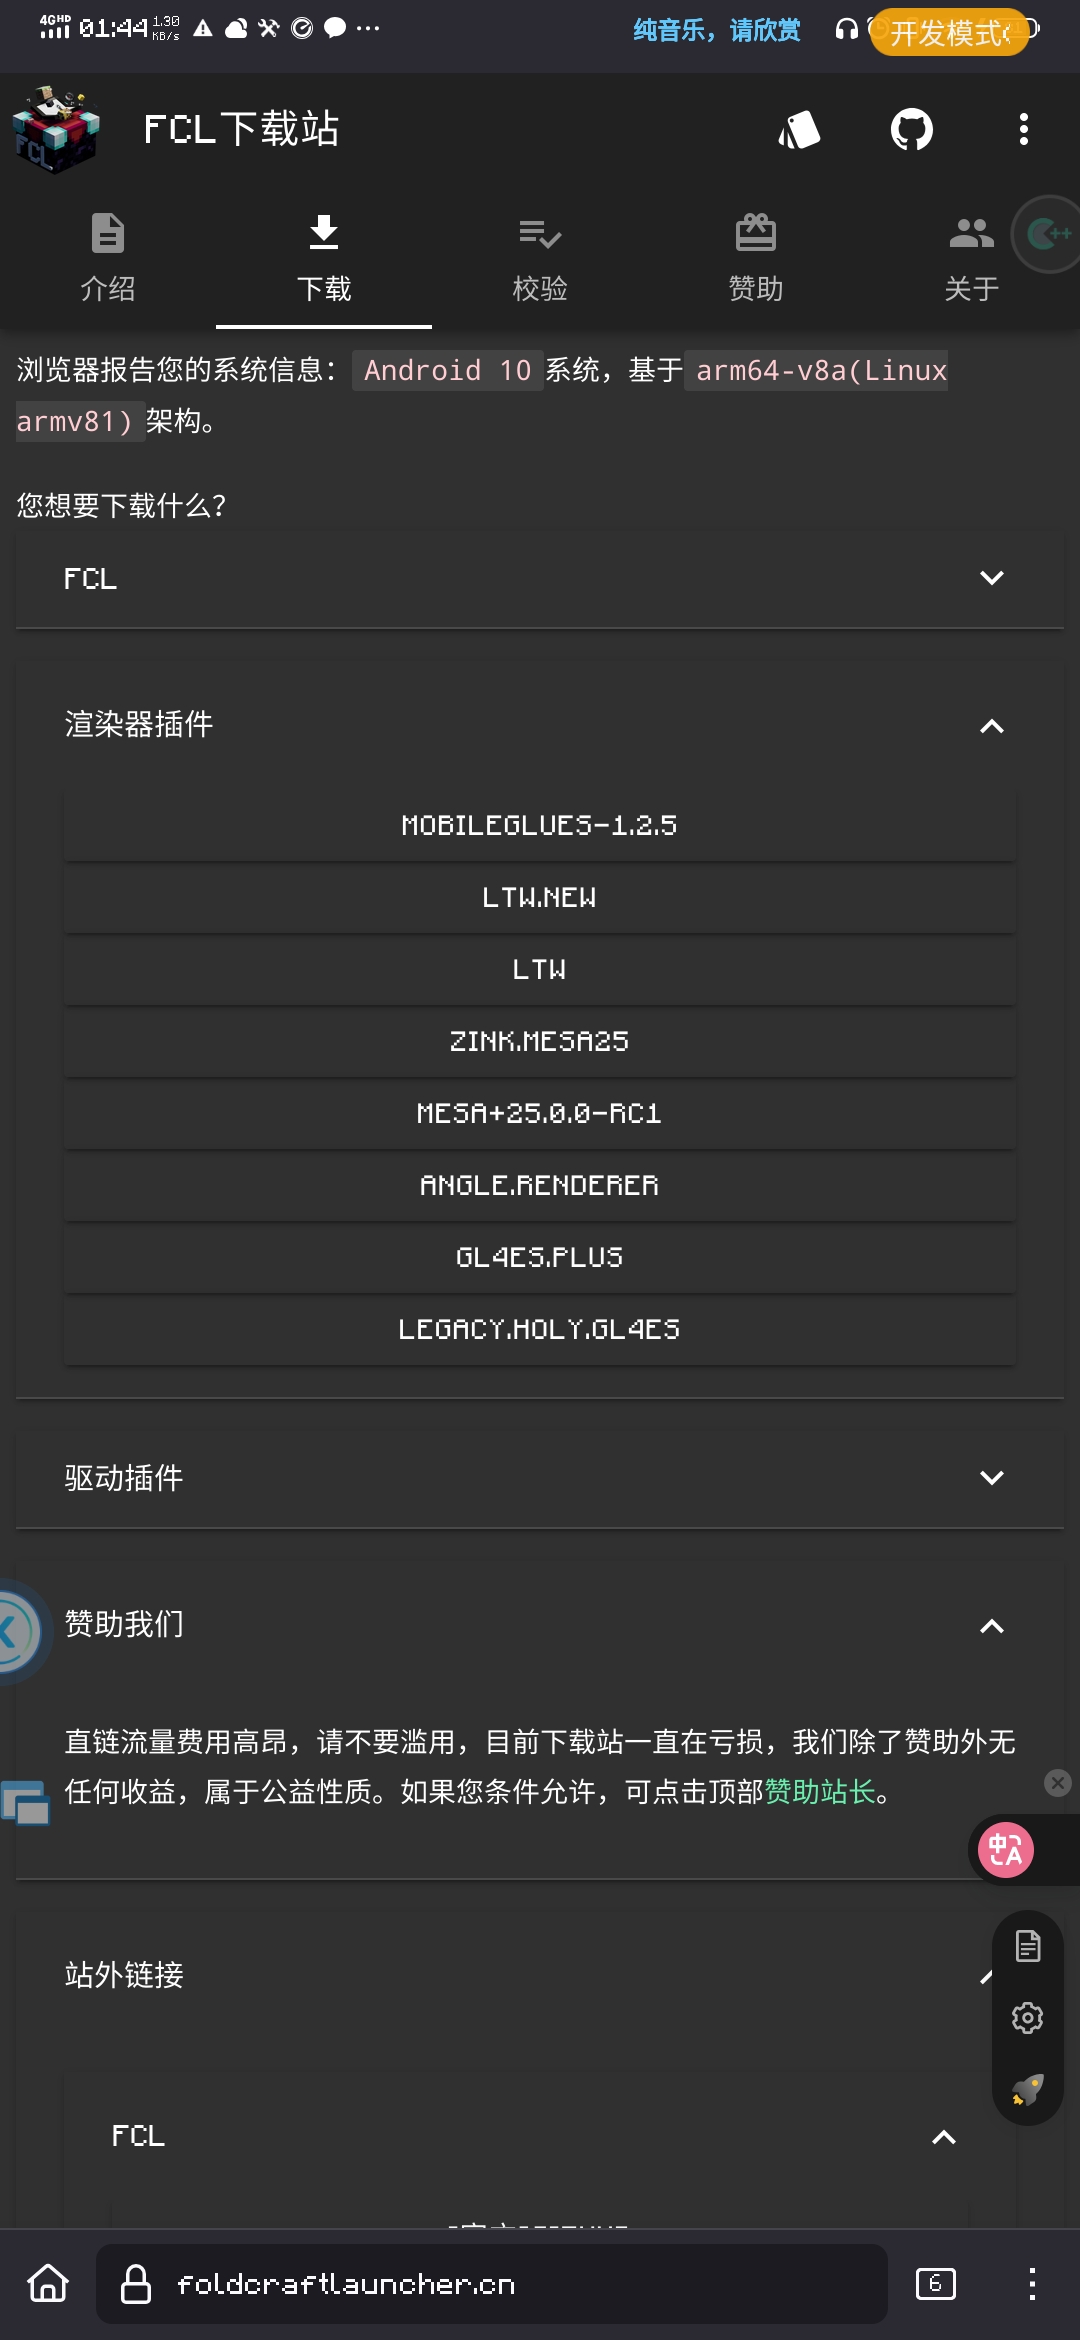 4GHD 01:44 1.30 KB/s 纯音乐，请欣赏 开发模式
FCL下载站
介绍 下载 校验 赞助 关于
浏览器报告您的系统信息： Android 10 系统，基于 arm64-v8a(Linux
armv81) 架构。
您想要下载什么？
FCL
渲染器插件
MOBILEGLUES-1.2.5
LTW.NEW
LTW
ZINK.MESA25
MESA+25.0.0-RC1
ANGLE.RENDERER
GL4ES.PLUS
LEGACY.HOLY.GL4ES
驱动插件
赞助我们
直链流量费用高昂，请不要滥用，目前下载站一直在亏损，我们除了赞助外无
任何收益，属于公益性质。如果您条件允许，可点击顶部赞助站长。
站外链接
FCL
foldcraftlauncher.cn 6